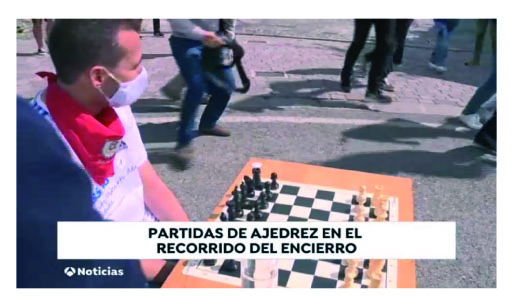 PARTIDAS DE AJEDREZ EN EL
RECORRIDO DEL ENCIERRO
Noticias